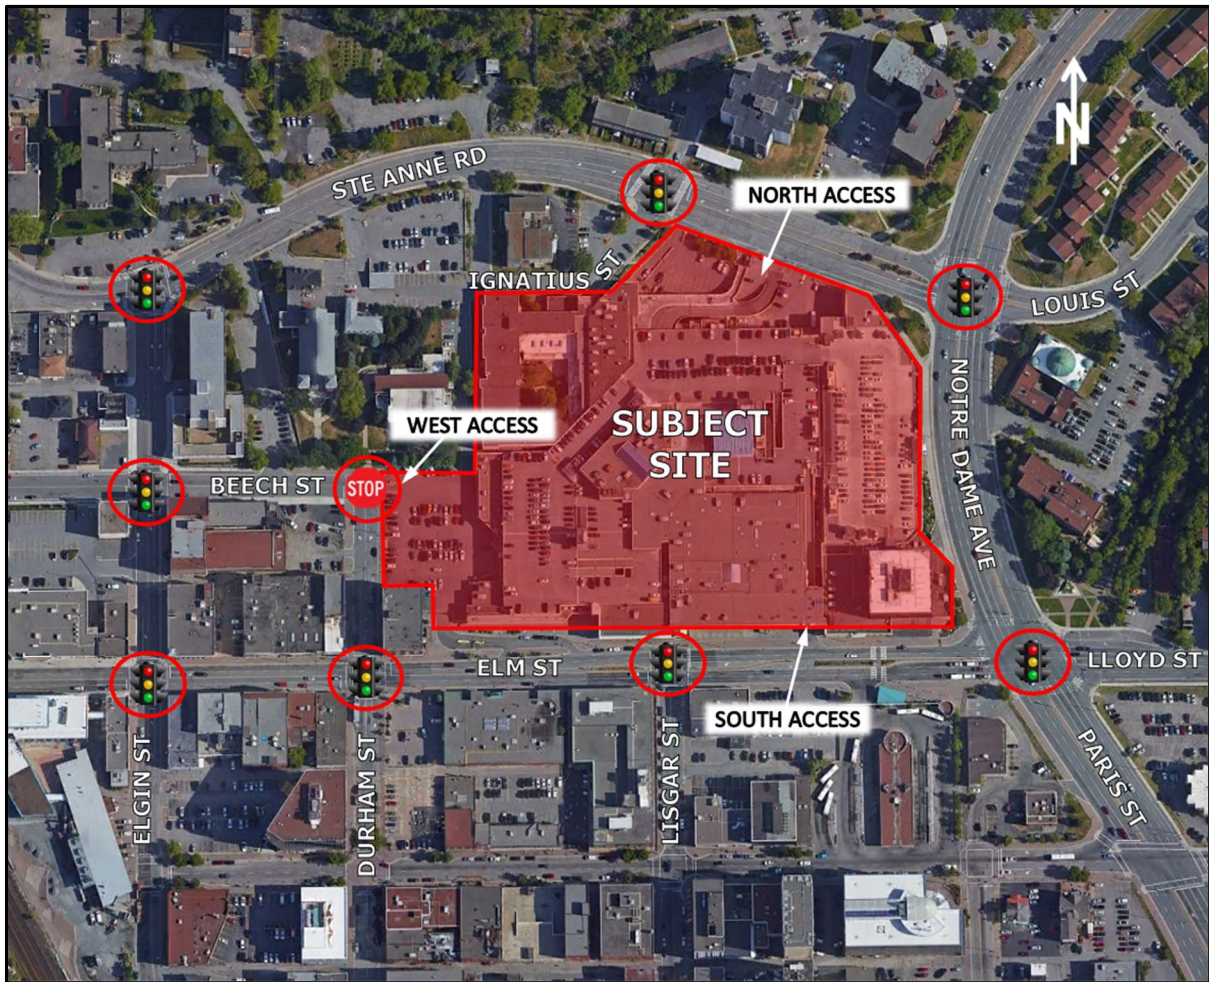 N
STE ANNE RD
NORTH ACCESS
IGNATIUS ST
LOUIS ST
NOTRE DAME AVE
SUBJECT
SITE
WEST ACCESS
BEECH ST
STOP
ELM ST
LLOYD ST
SOUTH ACCESS
ELGIN ST
DURHAM ST
LISGAR ST
PARIS ST